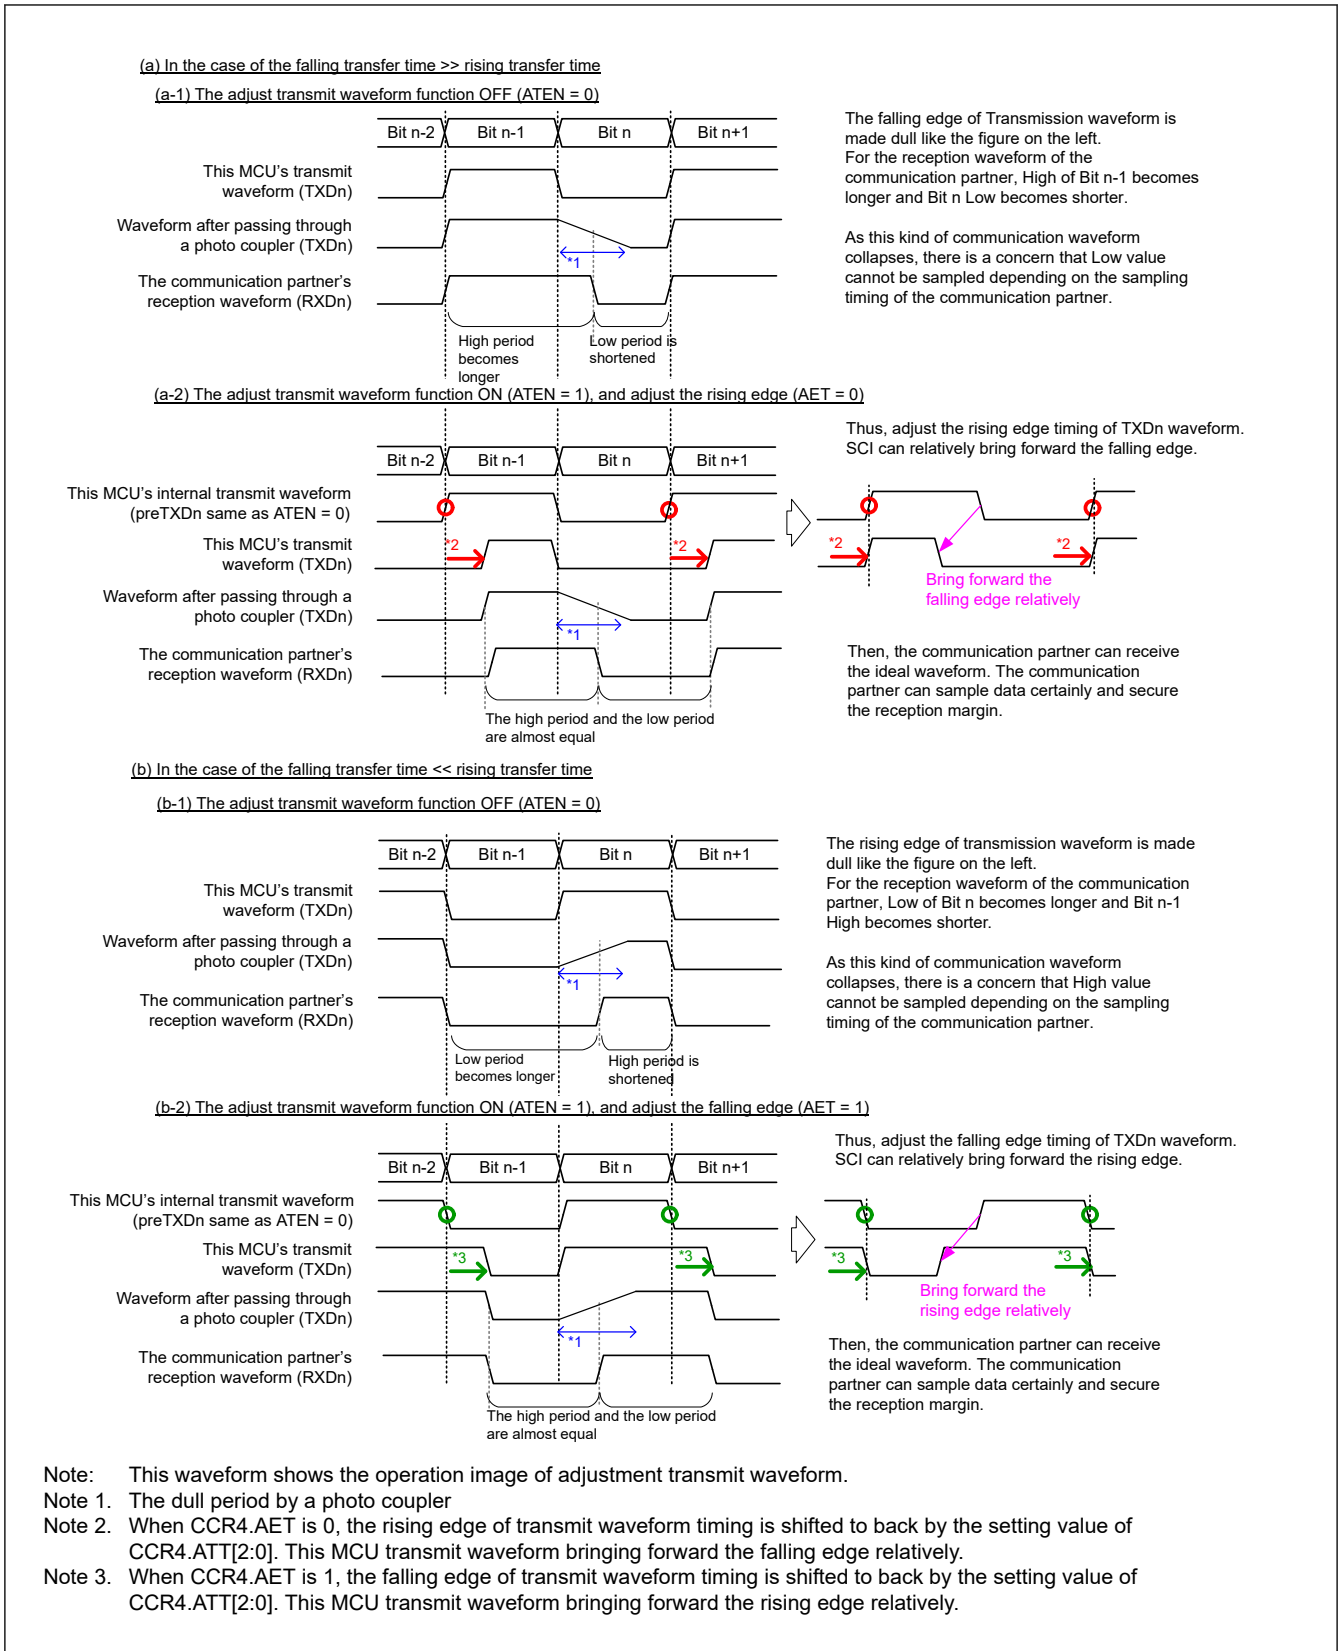 (a) In the case of the falling transfer time >> rising transfer time
(a-1) The adjust transmit waveform function OFF (ATEN = 0)
Bit n-2
Bit n-1
Bit n
Bit n+1
This MCU's transmit
waveform (TXDn)
Waveform after passing through
a photo coupler (TXDn)
*1
The communication partner's
reception waveform (RXDn)
High period
becomes
longer
Low period is
shortened
The falling edge of Transmission waveform is
made dull like the figure on the left.
For the reception waveform of the
communication partner, High of Bit n-1 becomes
longer and Bit n Low becomes shorter.
As this kind of communication waveform
collapses, there is a concern that Low value
cannot be sampled depending on the sampling
timing of the communication partner.
(a-2) The adjust transmit waveform function ON (ATEN = 1), and adjust the rising edge (AET = 0)
Bit n-2
Bit n-1
Bit n
Bit n+1
This MCU's internal transmit waveform
(preTXDn same as ATEN = 0)
This MCU's transmit
waveform (TXDn)
*2
*2
Waveform after passing through a
photo coupler (TXDn)
*1
The communication partner's
reception waveform (RXDn)
The high period and the low period
are almost equal
Thus, adjust the rising edge timing of TXDn waveform.
SCI can relatively bring forward the falling edge.
*2
*2
Bring forward the
falling edge relatively
Then, the communication partner can receive
the ideal waveform. The communication
partner can sample data certainly and secure
the reception margin.
(b) In the case of the falling transfer time << rising transfer time
(b-1) The adjust transmit waveform function OFF (ATEN = 0)
Bit n-2
Bit n-1
Bit n
Bit n+1
This MCU's transmit
waveform (TXDn)
Waveform after passing through a
photo coupler (TXDn)
*1
The communication partner's
reception waveform (RXDn)
Low period
becomes longer
High period is
shortened
The rising edge of transmission waveform is made
dull like the figure on the left.
For the reception waveform of the communication
partner, Low of Bit n becomes longer and Bit n-1
High becomes shorter.
As this kind of communication waveform
collapses, there is a concern that High value
cannot be sampled depending on the sampling
timing of the communication partner.
(b-2) The adjust transmit waveform function ON (ATEN = 1), and adjust the falling edge (AET = 1)
Bit n-2
Bit n-1
Bit n
Bit n+1
This MCU's internal transmit waveform
(preTXDn same as ATEN = 0)
This MCU's transmit
waveform (TXDn)
*3
*3
Waveform after passing through
a photo coupler (TXDn)
*1
The communication partner's
reception waveform (RXDn)
The high period and the low period
are almost equal
Thus, adjust the falling edge timing of TXDn waveform.
SCI can relatively bring forward the rising edge.
*3
*3
Bring forward the
rising edge relatively
Then, the communication partner can receive
the ideal waveform. The communication
partner can sample data certainly and secure
the reception margin.
Note: This waveform shows the operation image of adjustment transmit waveform.
Note 1. The dull period by a photo coupler
Note 2. When CCR4.AET is 0, the rising edge of transmit waveform timing is shifted to back by the setting value of
CCR4.ATT[2:0]. This MCU transmit waveform bringing forward the falling edge relatively.
Note 3. When CCR4.AET is 1, the falling edge of transmit waveform timing is shifted to back by the setting value of
CCR4.ATT[2:0]. This MCU transmit waveform bringing forward the rising edge relatively.